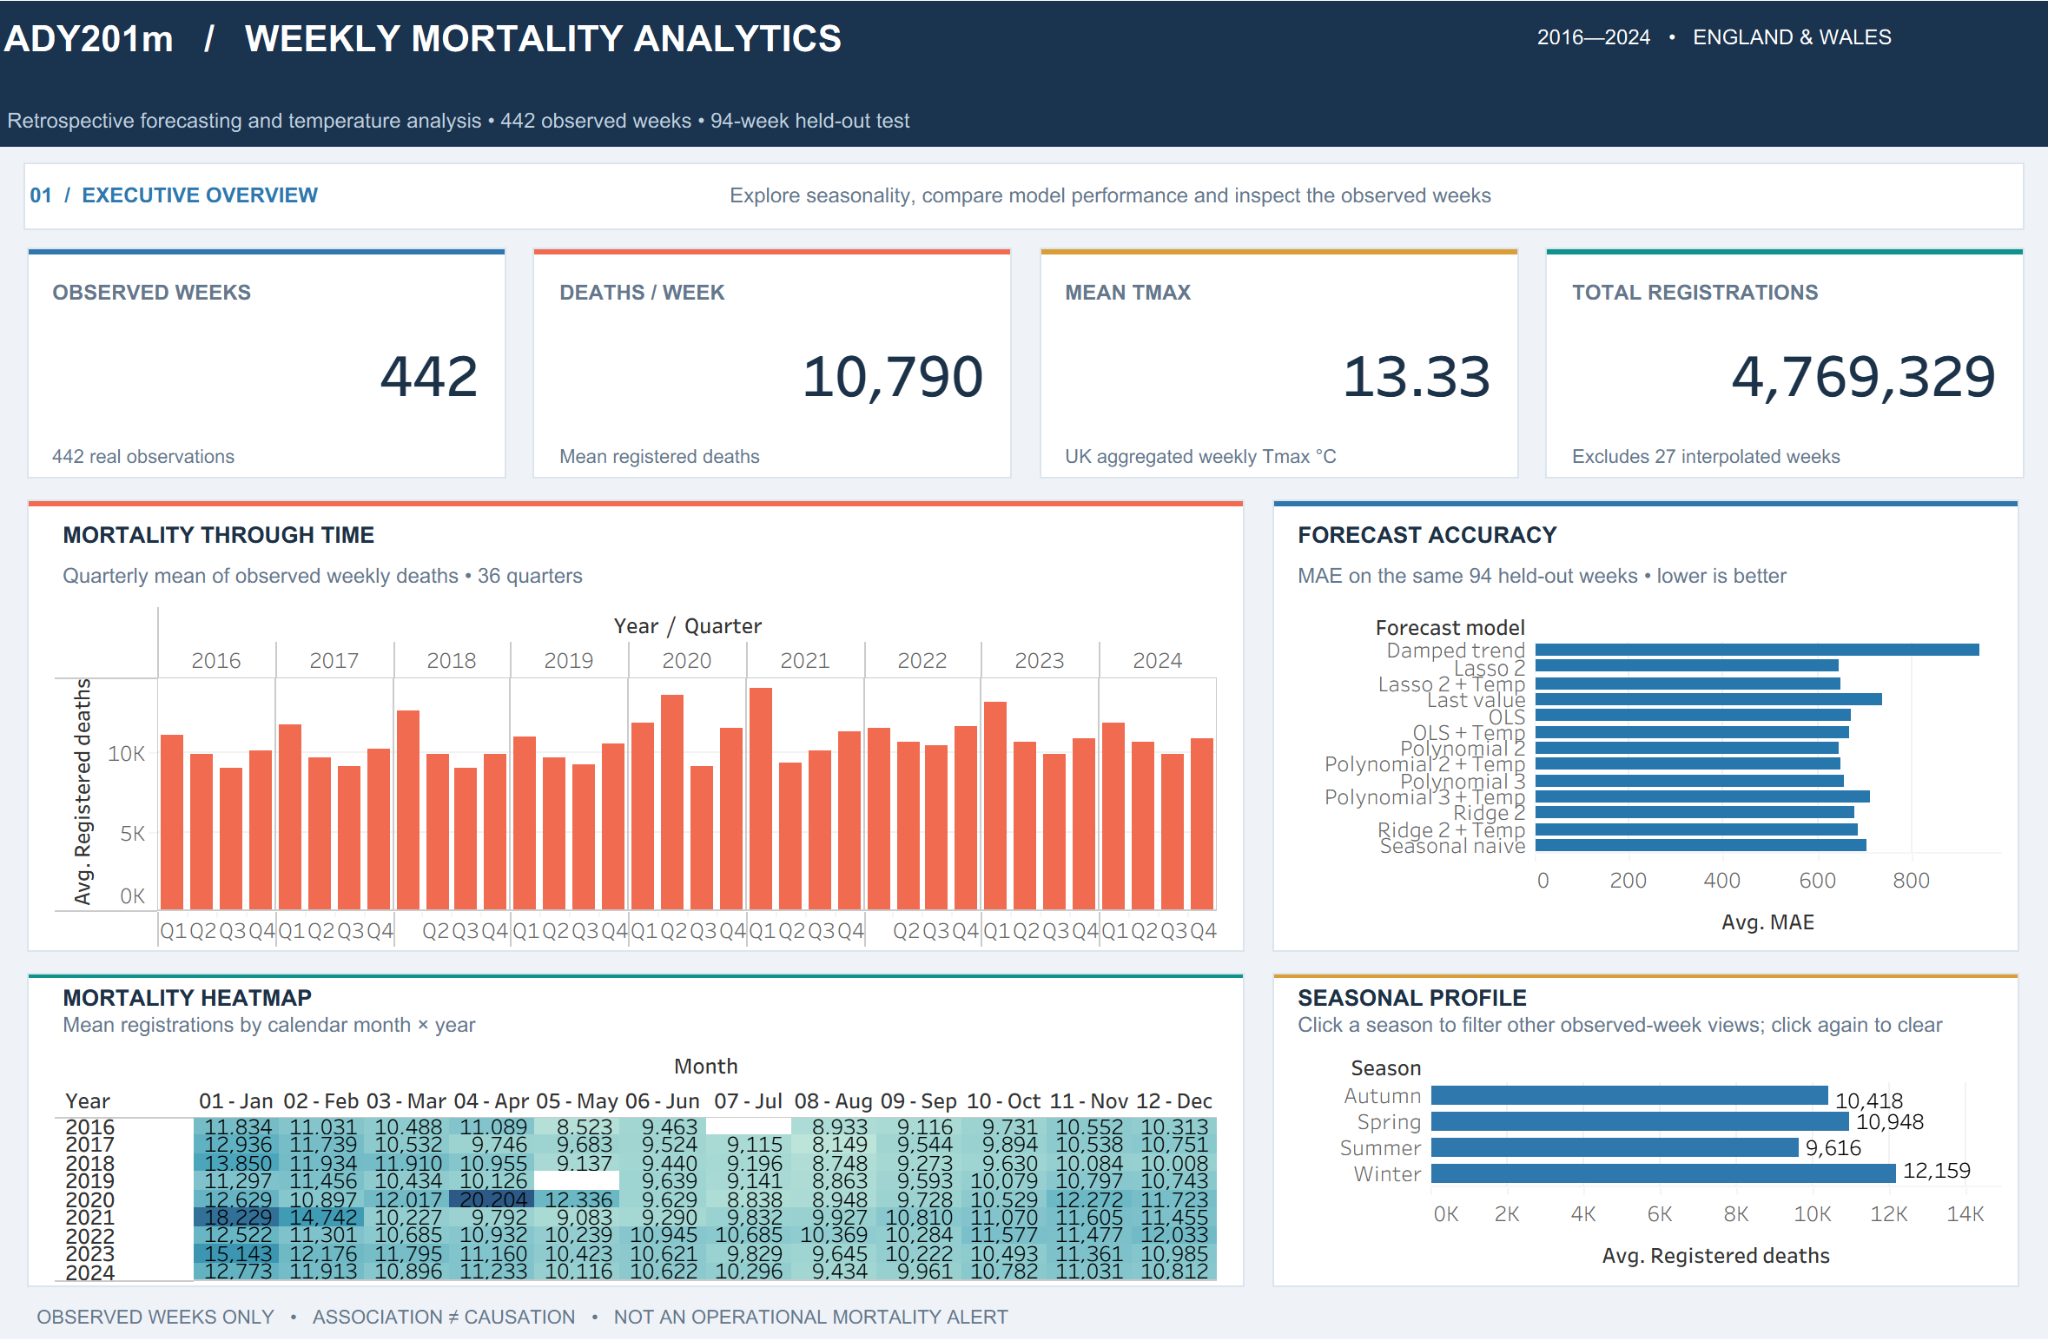 ADY201m / WEEKLY MORTALITY ANALYTICS
2016—2024 • ENGLAND & WALES
Retrospective forecasting and temperature analysis • 442 observed weeks • 94-week held-out test
01 / EXECUTIVE OVERVIEW
Explore seasonality, compare model performance and inspect the observed weeks
OBSERVED WEEKS
442
442 real observations
DEATHS / WEEK
10,790
Mean registered deaths
MEAN TMAX
13.33
UK aggregated weekly Tmax °C
TOTAL REGISTRATIONS
4,769,329
Excludes 27 interpolated weeks
MORTALITY THROUGH TIME
Quarterly mean of observed weekly deaths • 36 quarters
Year / Quarter
2016 2017 2018 2019 2020 2021 2022 2023 2024
Avg. Registered deaths
10K
5K
0K
Q1 Q2 Q3 Q4 Q1 Q2 Q3 Q4 Q2 Q3 Q4 Q1 Q2 Q3 Q4 Q1 Q2 Q3 Q4 Q1 Q2 Q3 Q4 Q2 Q3 Q4 Q1 Q2 Q3 Q4 Q1 Q2 Q3 Q4
FORECAST ACCURACY
MAE on the same 94 held-out weeks • lower is better
Forecast model
Damped trend
Lasso 2
Lasso 2 + Temp
Last value
OLS
OLS + Temp
Polynomial 2
Polynomial 2 + Temp
Polynomial 3
Polynomial 3 + Temp
Ridge 2
Ridge 2 + Temp
Seasonal naive
0 200 400 600 800
Avg. MAE
MORTALITY HEATMAP
Mean registrations by calendar month × year
Month
Year 01 - Jan 02 - Feb 03 - Mar 04 - Apr 05 - May 06 - Jun 07 - Jul 08 - Aug 09 - Sep 10 - Oct 11 - Nov 12 - Dec
2016 11,834 11,031 10,488 11,089 8,523 9,463 8,933 9,116 9,731 10,552 10,313
2017 12,936 11,739 10,532 9,746 9,683 9,524 9,115 8,149 9,544 9,894 10,538 10,751
2018 13,850 11,934 11,910 10,955 9,137 9,440 9,196 8,748 9,273 9,630 10,084 10,008
2019 11,297 11,456 10,434 10,126 9,639 9,141 8,863 9,593 10,079 10,797 10,743
2020 12,629 10,897 12,017 20,204 12,336 9,629 8,838 8,948 9,728 10,529 12,272 11,723
2021 18,229 14,742 10,227 9,792 9,083 9,290 9,832 9,927 10,810 11,070 11,605 11,455
2022 12,522 11,301 10,685 10,932 10,239 10,945 10,685 10,369 10,284 11,577 11,477 12,033
2023 15,143 12,176 11,795 11,160 10,423 10,621 9,829 9,645 10,222 10,493 11,361 10,985
2024 12,773 11,913 10,896 11,233 10,116 10,622 10,296 9,434 9,961 10,782 11,031 10,812
SEASONAL PROFILE
Click a season to filter other observed-week views; click again to clear
Season
Autumn 10,418
Spring 10,948
Summer 9,616
Winter 12,159
0K 2K 4K 6K 8K 10K 12K 14K
Avg. Registered deaths
OBSERVED WEEKS ONLY • ASSOCIATION ≠ CAUSATION • NOT AN OPERATIONAL MORTALITY ALERT